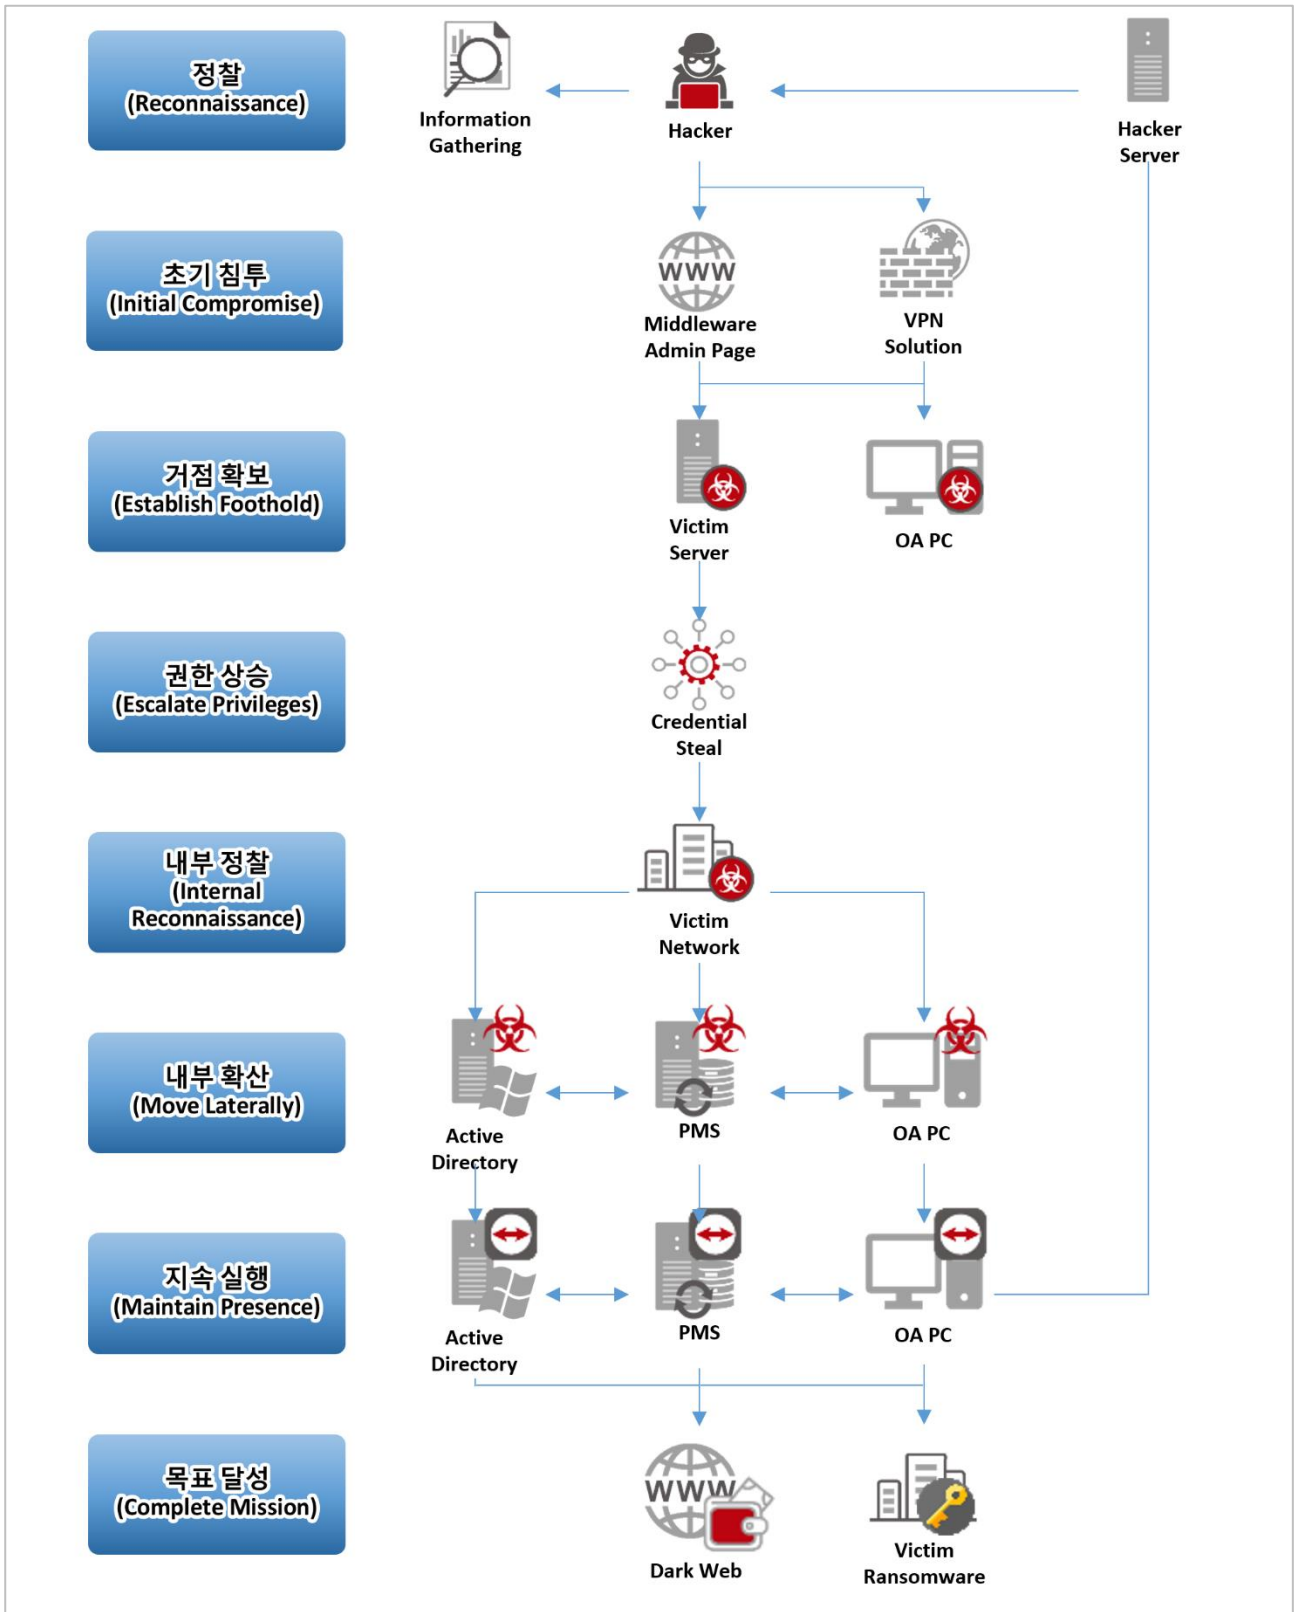 정찰
(Reconnaissance)
Information
Gathering
Hacker
Hacker
Server
초기 침투
(Initial Compromise)
WWW
Middleware
Admin Page
VPN
Solution
거점 확보
(Establish Foothold)
Victim
Server
OA PC
권한 상승
(Escalate Privileges)
Credential
Steal
내부 정찰
(Internal
Reconnaissance)
Victim
Network
내부 확산
(Move Laterally)
Active
Directory
PMS
OA PC
지속 실행
(Maintain Presence)
Active
Directory
PMS
OA PC
목표 달성
(Complete Mission)
WWW
Dark Web
Victim
Ransomware